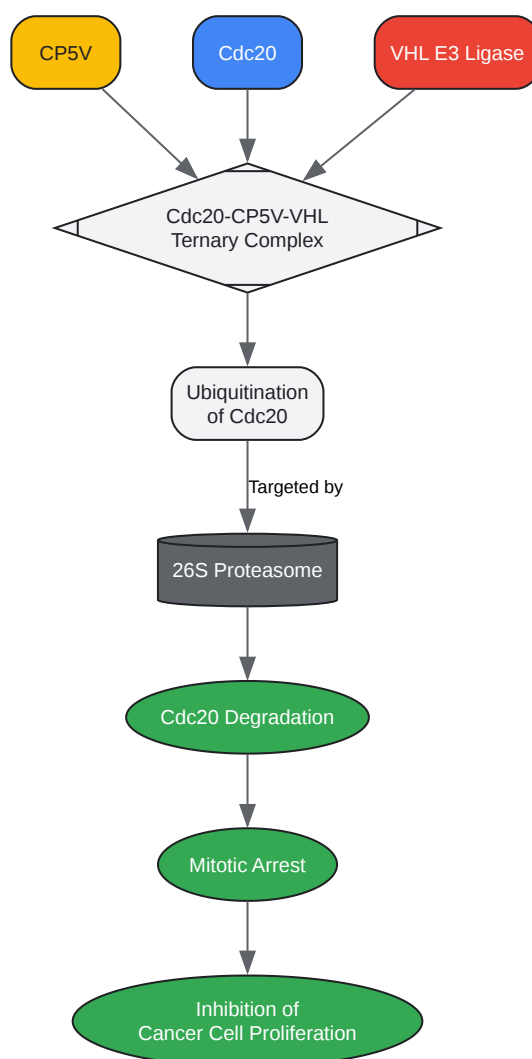 CP5V
Cdc20
VHL E3 Ligase
Cdc20-CP5V-VHL
Ternary Complex
Ubiquitination
of Cdc20
Targeted by
26S Proteasome
Cdc20 Degradation
Mitotic Arrest
Inhibition of
Cancer Cell Proliferation